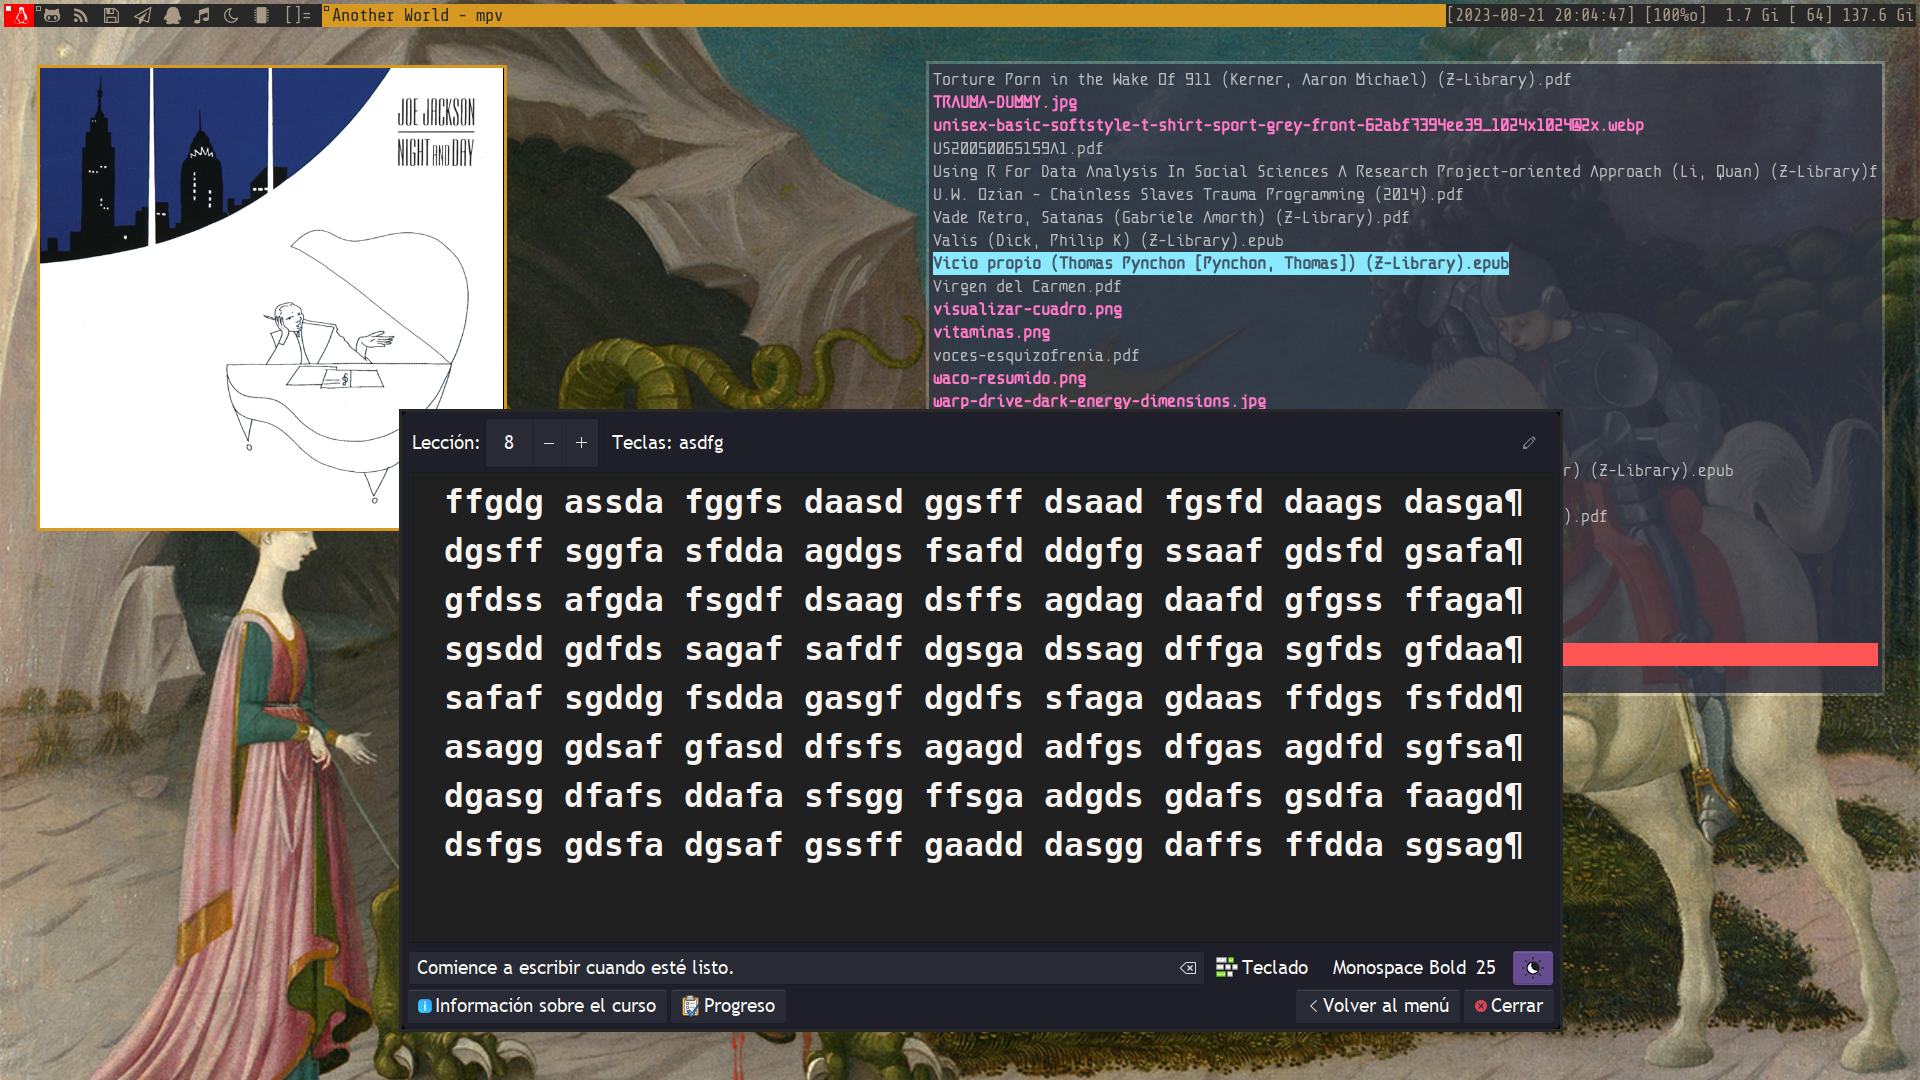 []= Another World - mpv [2023-08-21 20:04:47] [100%o] 1.7 Gi [ 64] 137.6 Gi
JOE JACKSON
NIGHT AND DAY
Torture Porn in the Wake Of 911 (Kerner, Aaron Michael) (Z-Library).pdf
TRAUMA-DUMMY.jpg
unisex-basic-softstyle-t-shirt-sport-grey-front-62abf7394ee39_1024x1024@2x.webp
US20050065159A1.pdf
Using R For Data Analysis In Social Sciences A Research Project-oriented Approach (Li, Quan) (Z-Library)f
U.W. Ozian - Chainless Slaves Trauma Programming (2014).pdf
Vade Retro, Satanas (Gabriele Amorth) (Z-Library).pdf
Valis (Dick, Philip K) (Z-Library).epub
Vicio propio (Thomas Pynchon [Pynchon, Thomas]) (Z-Library).epub
Virgen del Carmen.pdf
visualizar-cuadro.png
vitaminas.png
voces-esquizofrenia.pdf
waco-resumido.png
warp-drive-dark-energy-dimensions.jpg
r) (Z-Library).epub
).pdf
Lección: 8 − + Teclas: asdfg
ffgdg assda fggfs daasd ggsff dsaad fgsfd daags dasga¶
dgsff sggfa sfdda agdgs fsafd ddgfg ssaaf gdsfd gsafa¶
gfdss afgda fsgdf dsaag dsffs agdag daafd gfgss ffaga¶
sgsdd gdfds sagaf safdf dgsga dssag dffga sgfds gfdaa¶
safaf sgddg fsdda gasgf dgdfs sfaga gdaas ffdgs fsfdd¶
asagg gdsaf gfasd dfsfs agagd adfgs dfgas agdfd sgfsa¶
dgasg dfafs ddafa sfsgg ffsga adgds gdafs gsdfa faagd¶
dsfgs gdsfa dgsaf gssff gaadd dasgg daffs ffdda sgsag¶
Comience a escribir cuando esté listo. Teclado Monospace Bold 25
Información sobre el curso Progreso Volver al menú Cerrar